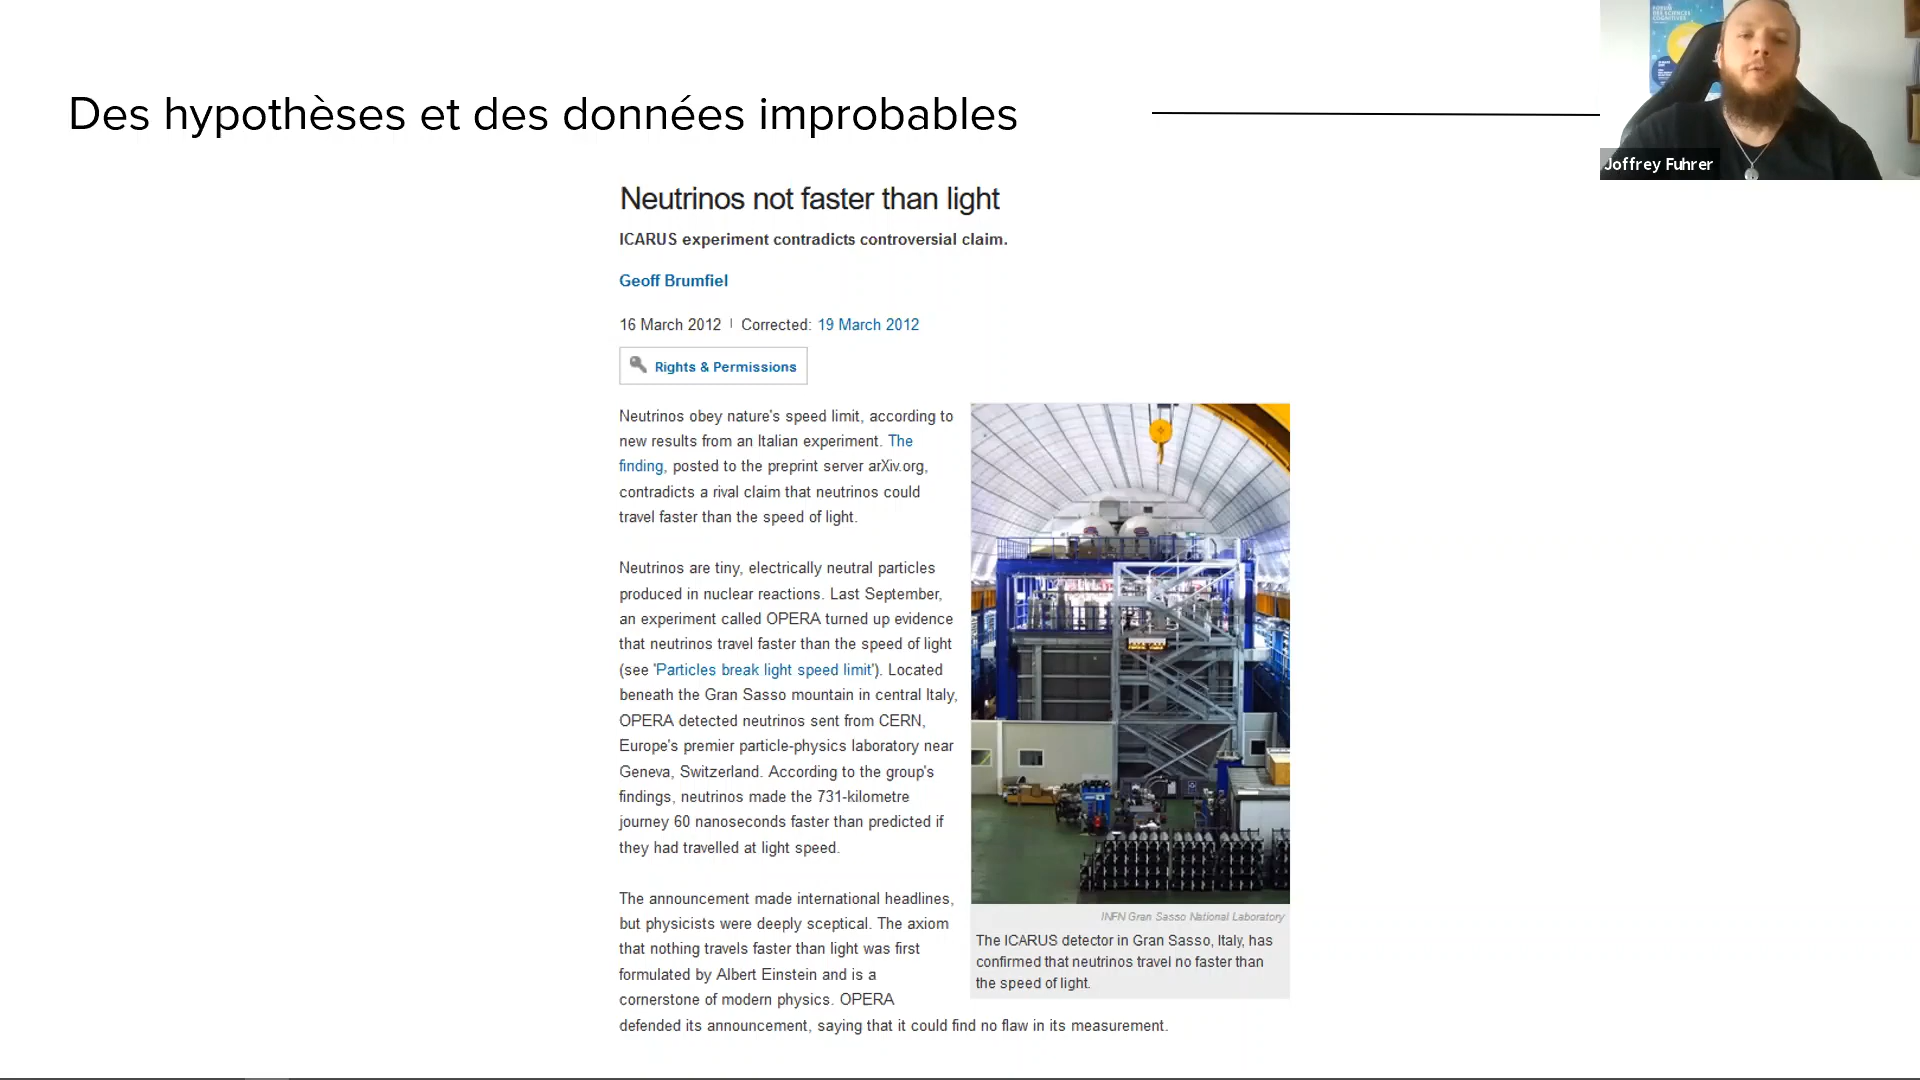 Des hypothèses et des données improbables
FORUM
DES SCIENCES
COGNITIVES
Joffrey Fuhrer
Neutrinos not faster than light
ICARUS experiment contradicts controversial claim.
Geoff Brumfiel
16 March 2012 | Corrected: 19 March 2012
Rights & Permissions
Neutrinos obey nature's speed limit, according to
new results from an Italian experiment. The
finding, posted to the preprint server arXiv.org,
contradicts a rival claim that neutrinos could
travel faster than the speed of light.
Neutrinos are tiny, electrically neutral particles
produced in nuclear reactions. Last September,
an experiment called OPERA turned up evidence
that neutrinos travel faster than the speed of light
(see 'Particles break light speed limit'). Located
beneath the Gran Sasso mountain in central Italy,
OPERA detected neutrinos sent from CERN,
Europe's premier particle-physics laboratory near
Geneva, Switzerland. According to the group's
findings, neutrinos made the 731-kilometre
journey 60 nanoseconds faster than predicted if
they had travelled at light speed.
The announcement made international headlines,
but physicists were deeply sceptical. The axiom
that nothing travels faster than light was first
formulated by Albert Einstein and is a
cornerstone of modern physics. OPERA
defended its announcement, saying that it could find no flaw in its measurement.
INFN Gran Sasso National Laboratory
The ICARUS detector in Gran Sasso, Italy, has
confirmed that neutrinos travel no faster than
the speed of light.